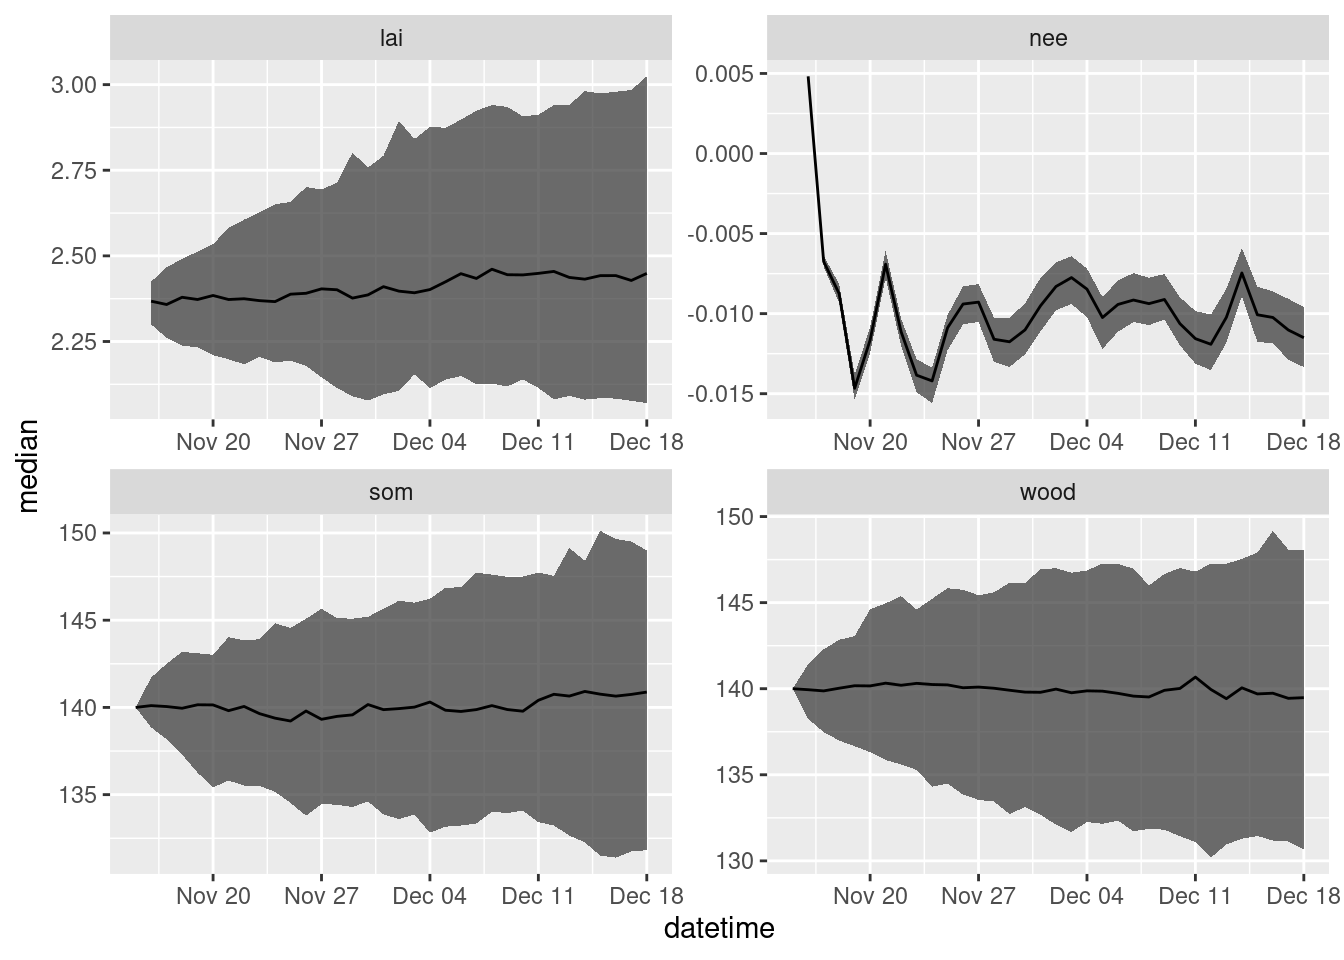 lai
nee
3.00
2.75
2.50
2.25
0.005
0.000
-0.005
-0.010
-0.015
Nov 20 Nov 27 Dec 04 Dec 11 Dec 18
Nov 20 Nov 27 Dec 04 Dec 11 Dec 18
median
som
wood
150
145
140
135
150
145
140
135
130
Nov 20 Nov 27 Dec 04 Dec 11 Dec 18
Nov 20 Nov 27 Dec 04 Dec 11 Dec 18
datetime